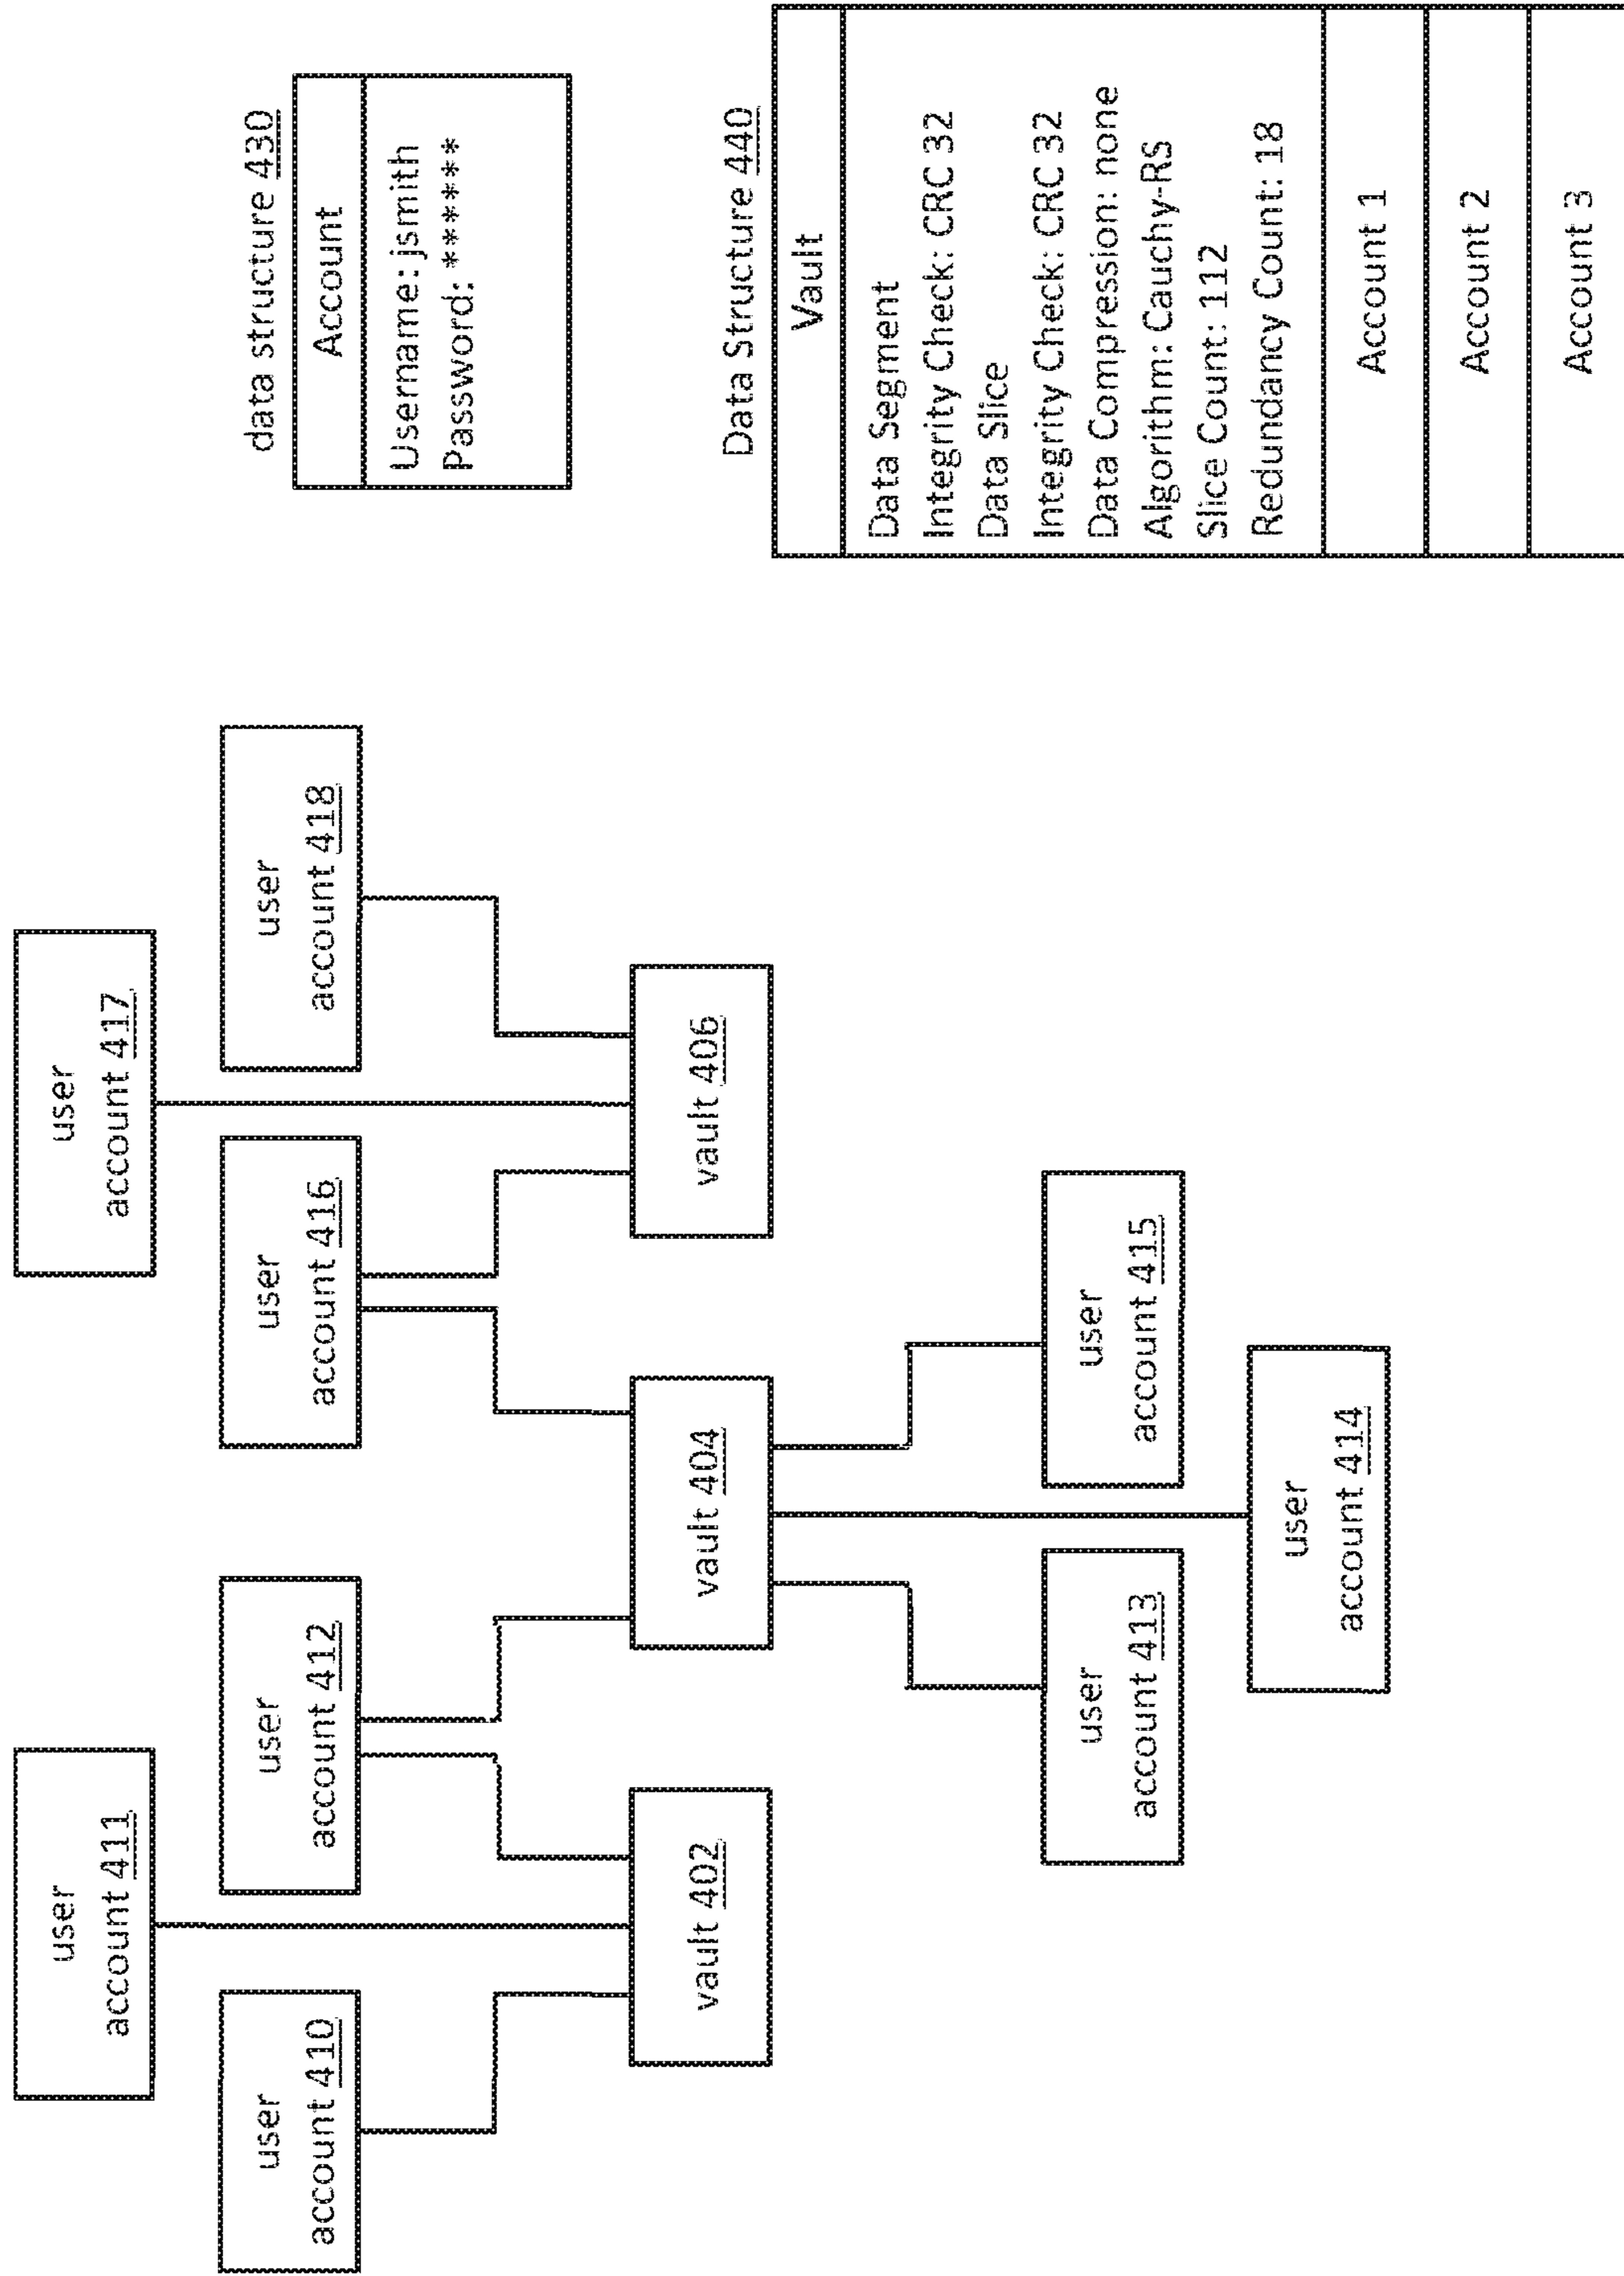 user
account 411
user
account 417
user
account 410
user
account 412
user
account 416
user
account 418
vault 402
vault 404
vault 406
user
account 413
user
account 415
user
account 414
data structure 430
Account
Username: jsmith
Password: *******
Data Structure 440
Vault
Data Segment
Integrity Check: CRC 32
Data Slice
Integrity Check: CRC 32
Data Compression: none
Algorithm: Cauchy-RS
Slice Count: 112
Redundancy Count: 18
Account 1
Account 2
Account 3